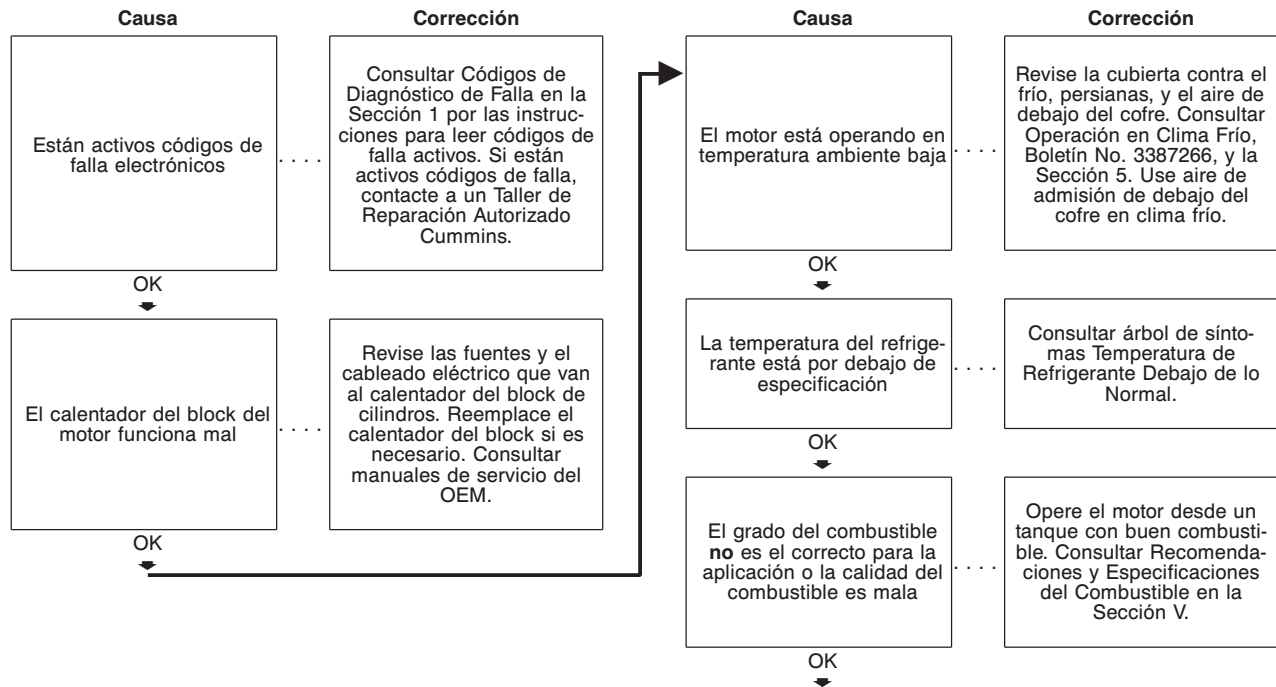 Causa
Corrección
Están activos códigos de
falla electrónicos
. . . .
Consultar Códigos de
Diagnóstico de Falla en la
Sección 1 por las instruc-
ciones para leer códigos de
falla activos. Si están
activos códigos de falla,
contacte a un Taller de
Reparación Autorizado
Cummins.
OK
El calentador del block del
motor funciona mal
. . . .
Revise las fuentes y el
cableado eléctrico que van
al calentador del block de
cilindros. Reemplace el
calentador del block si es
necesario. Consultar
manuales de servicio del
OEM.
OK
Causa
Corrección
El motor está operando en
temperatura ambiente baja
. . . .
Revise la cubierta contra el
frío, persianas, y el aire de
debajo del cofre. Consultar
Operación en Clima Frío,
Boletín No. 3387266, y la
Sección 5. Use aire de
admisión de debajo del
cofre en clima frío.
OK
La temperatura del refrige-
rante está por debajo de
especificación
. . . .
Consultar árbol de sínto-
mas Temperatura de
Refrigerante Debajo de lo
Normal.
OK
El grado del combustible
no es el correcto para la
aplicación o la calidad del
combustible es mala
. . . .
Opere el motor desde un
tanque con buen combusti-
ble. Consultar Recomenda-
ciones y Especificaciones
del Combustible en la
Sección V.
OK